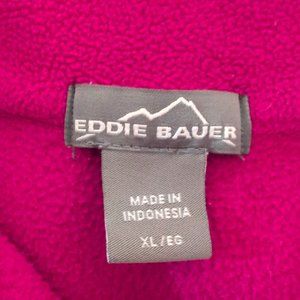 EDDIE BAUER
MADE IN
INDONESIA
XL/EG